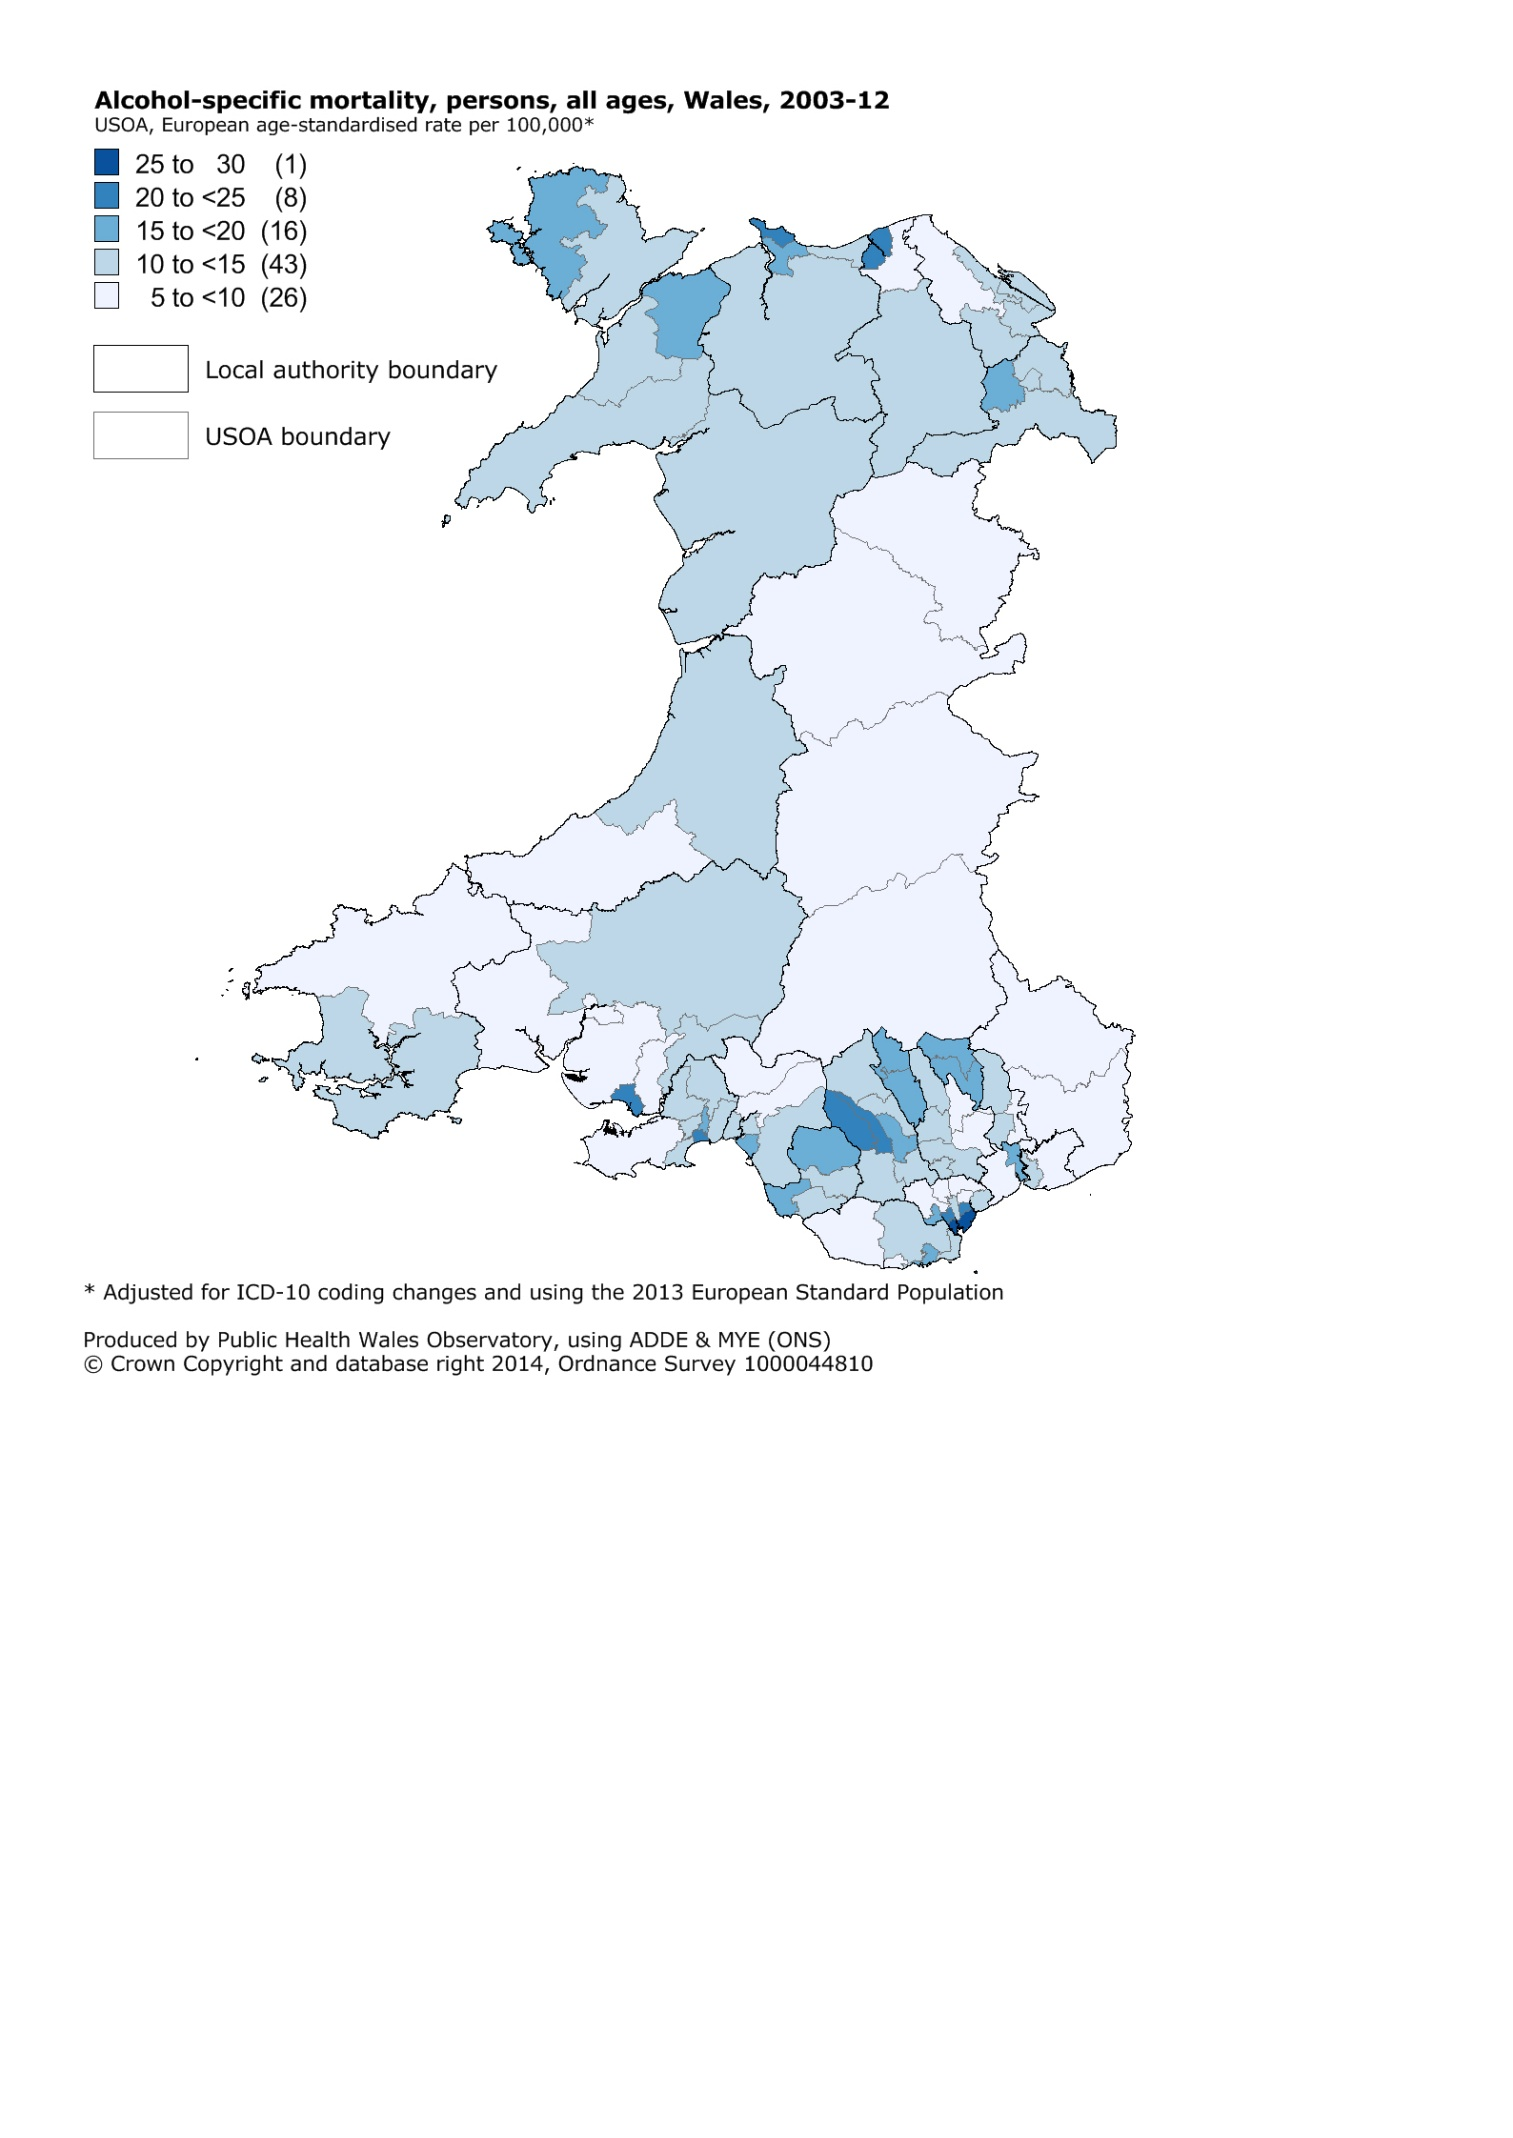 Alcohol-specific mortality, persons, all ages, Wales, 2003-12
USOA, European age-standardised rate per 100,000*
25 to 30 (1)
20 to <25 (8)
15 to <20 (16)
10 to <15 (43)
5 to <10 (26)
Local authority boundary
USOA boundary
* Adjusted for ICD-10 coding changes and using the 2013 European Standard Population
Produced by Public Health Wales Observatory, using ADDE & MYE (ONS)
© Crown Copyright and database right 2014, Ordnance Survey 1000044810